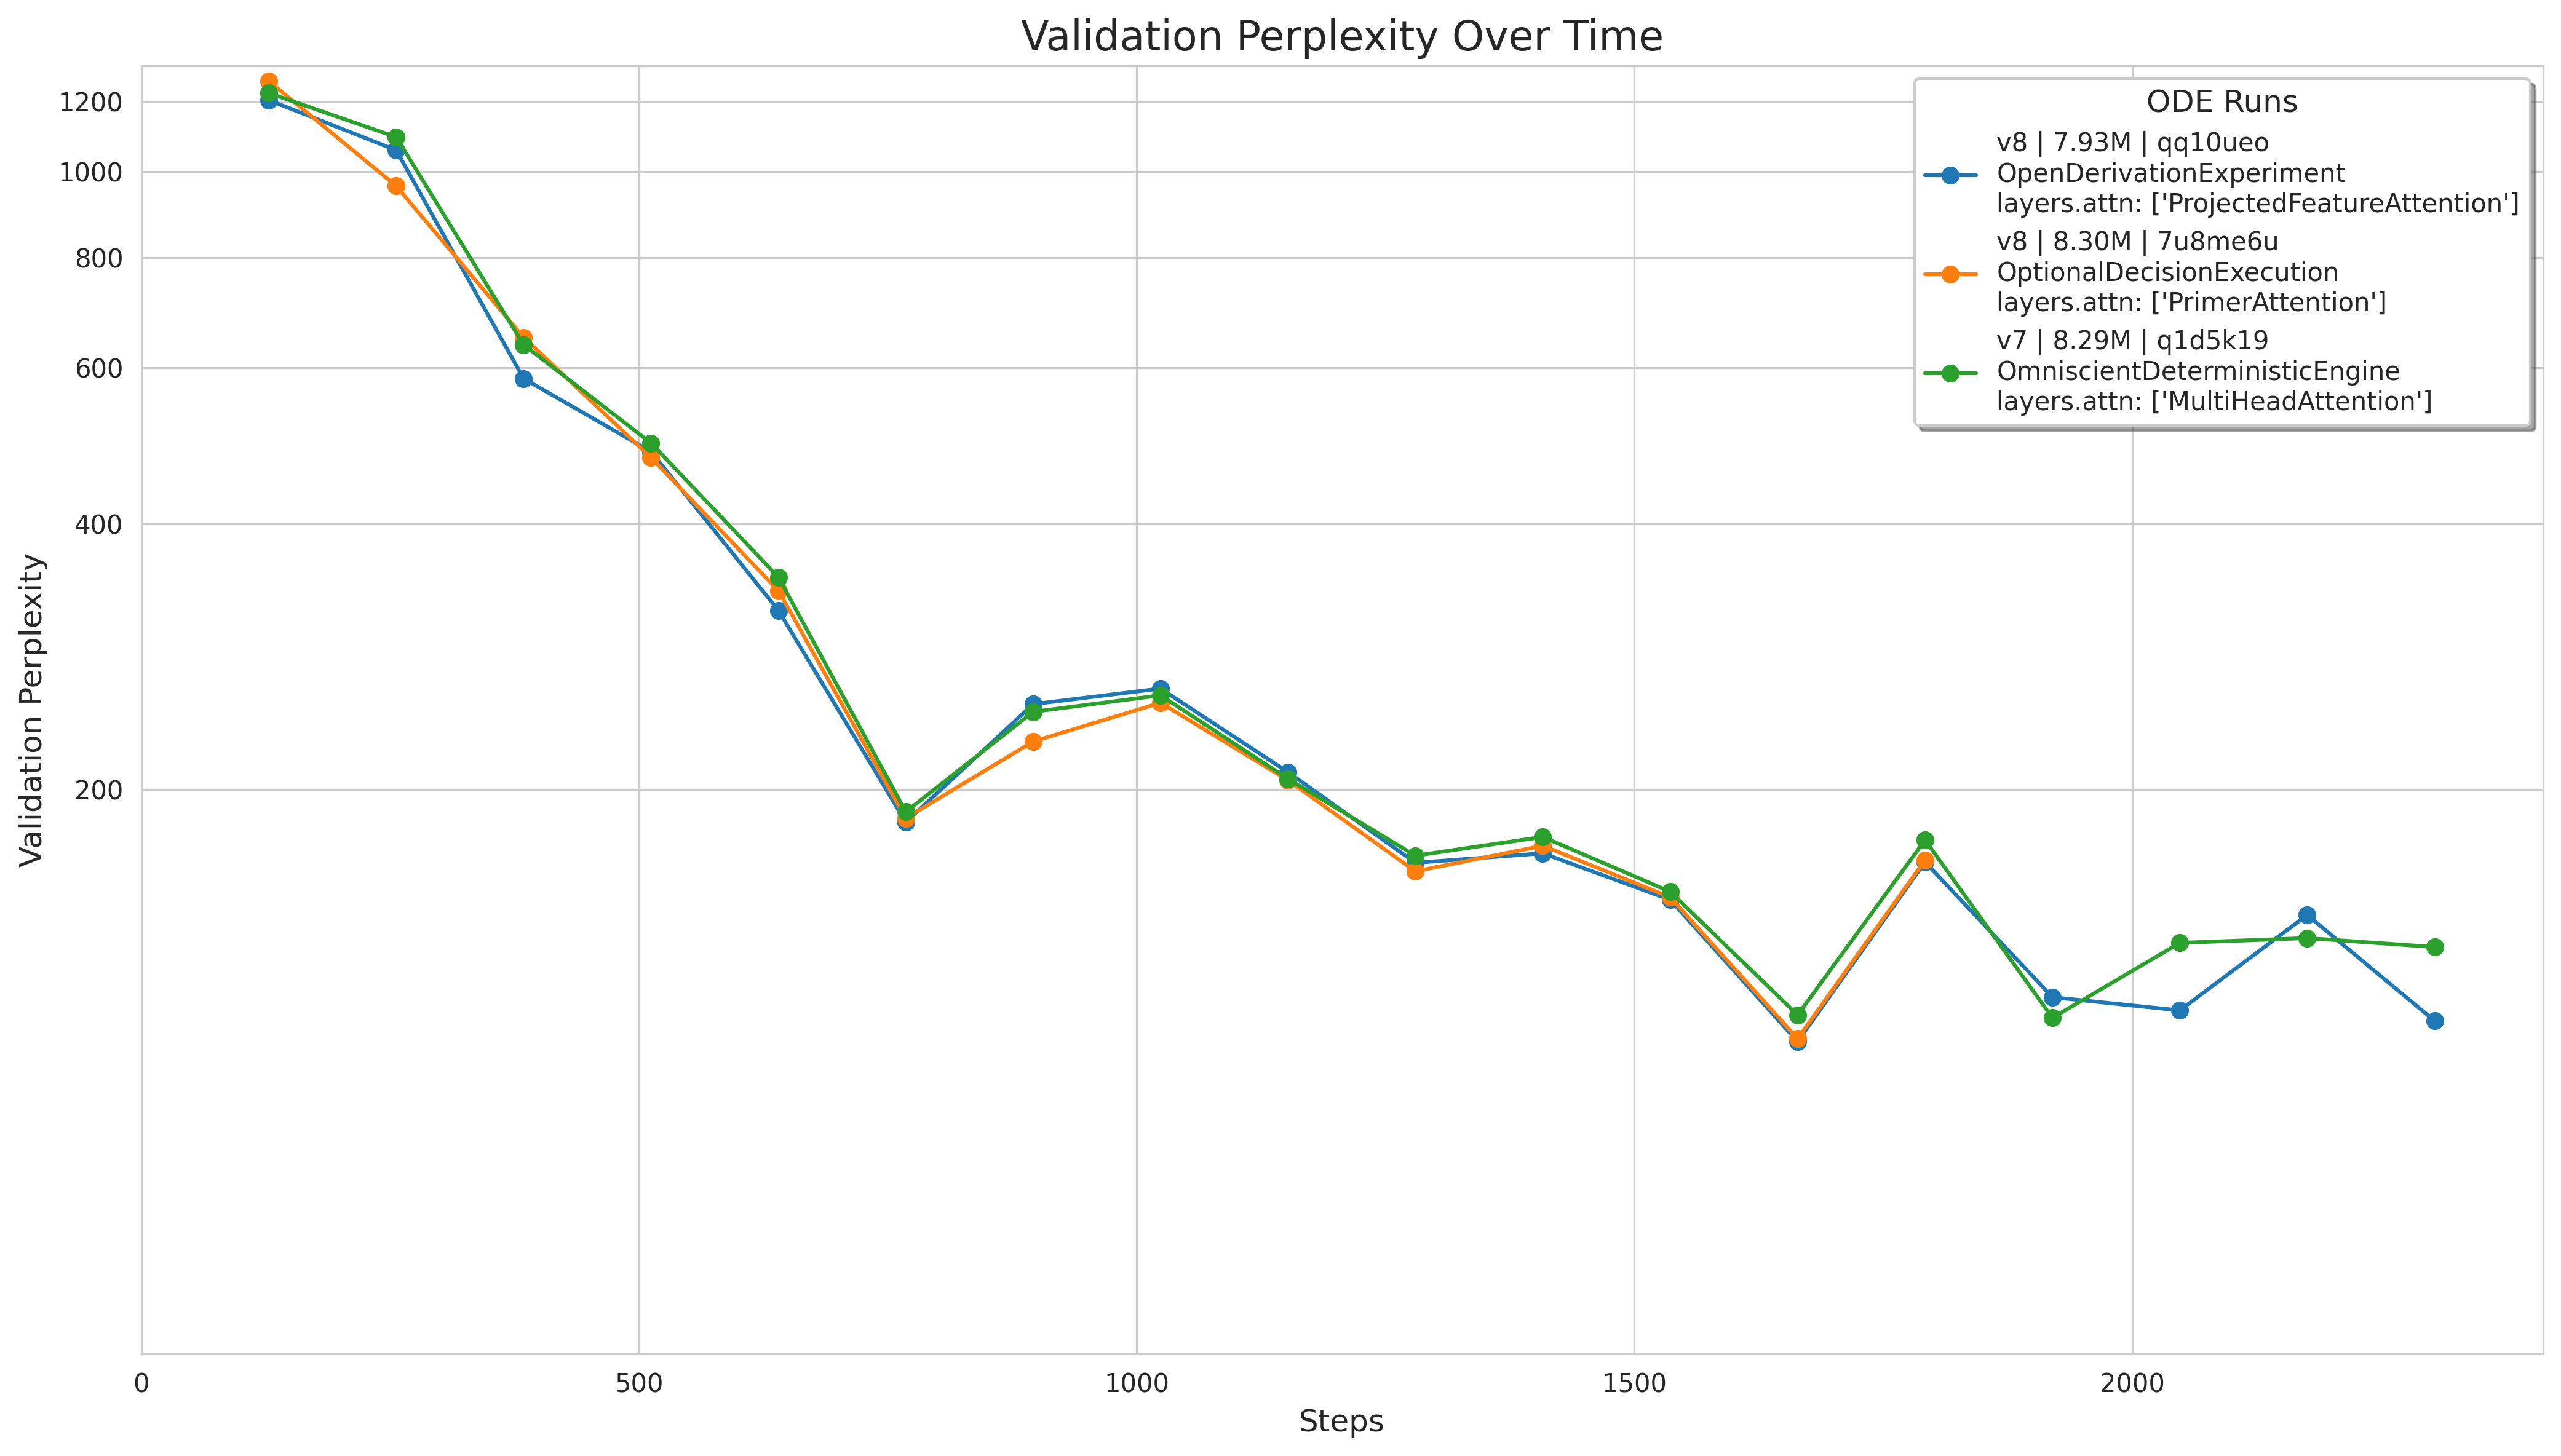 Validation Perplexity Over Time
1200
1000
800
600
400
200
Validation Perplexity
ODE Runs
v8 | 7.93M | qq10ueo
OpenDerivationExperiment
layers.attn: ['ProjectedFeatureAttention']
v8 | 8.30M | 7u8me6u
OptionalDecisionExecution
layers.attn: ['PrimerAttention']
v7 | 8.29M | q1d5k19
OmniscientDeterministicEngine
layers.attn: ['MultiHeadAttention']
0 500 1000 1500 2000
Steps